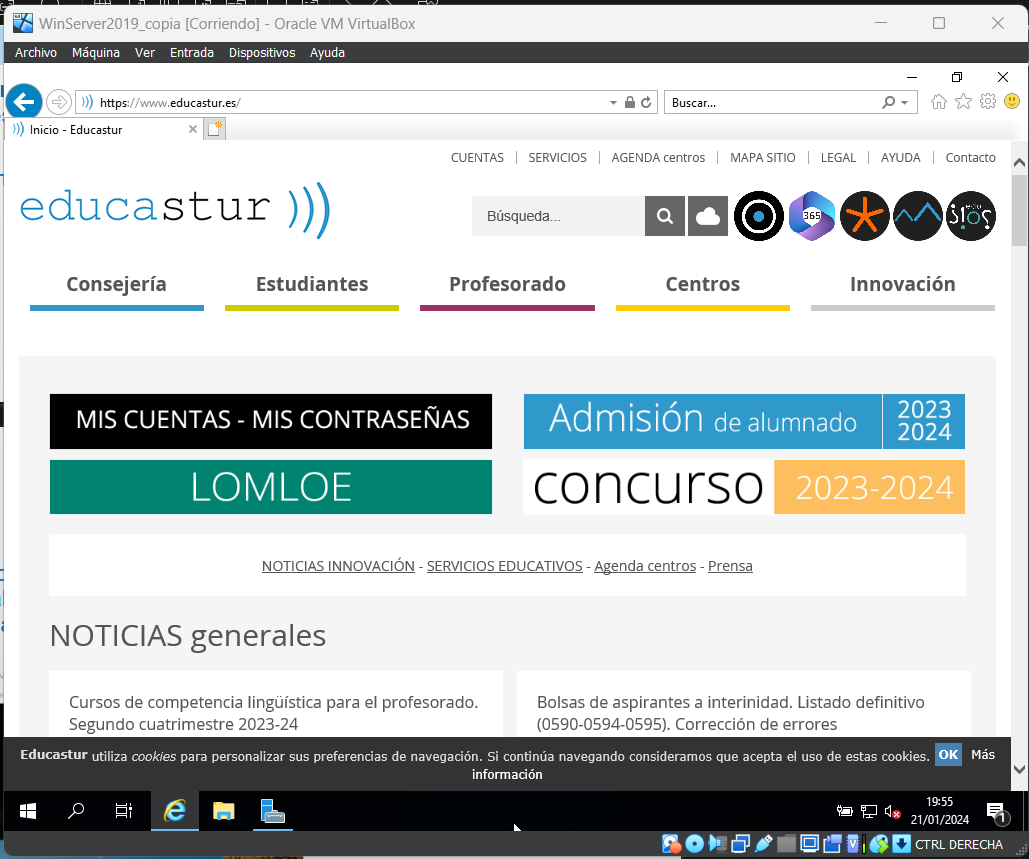 WinServer2019_copia [Corriendo] - Oracle VM VirtualBox
Archivo Máquina Ver Entrada Dispositivos Ayuda
https://www.educastur.es/
Buscar...
Inicio - Educastur
CUENTAS SERVICIOS AGENDA centros MAPA SITIO LEGAL AYUDA Contacto
educastur
Búsqueda...
365
Consejería Estudiantes Profesorado Centros Innovación
MIS CUENTAS - MIS CONTRASEÑAS
Admisión de alumnado 2023
2024
LOMLOE
concurso 2023-2024
NOTICIAS INNOVACIÓN - SERVICIOS EDUCATIVOS - Agenda centros - Prensa
NOTICIAS generales
Cursos de competencia lingüística para el profesorado.
Segundo cuatrimestre 2023-24
Bolsas de aspirantes a interinidad. Listado definitivo
(0590-0594-0595). Corrección de errores
Educastur utiliza cookies para personalizar sus preferencias de navegación. Si continúa navegando consideramos que acepta el uso de estas cookies. OK Más
información
19:55
21/01/2024
1
CTRL DERECHA